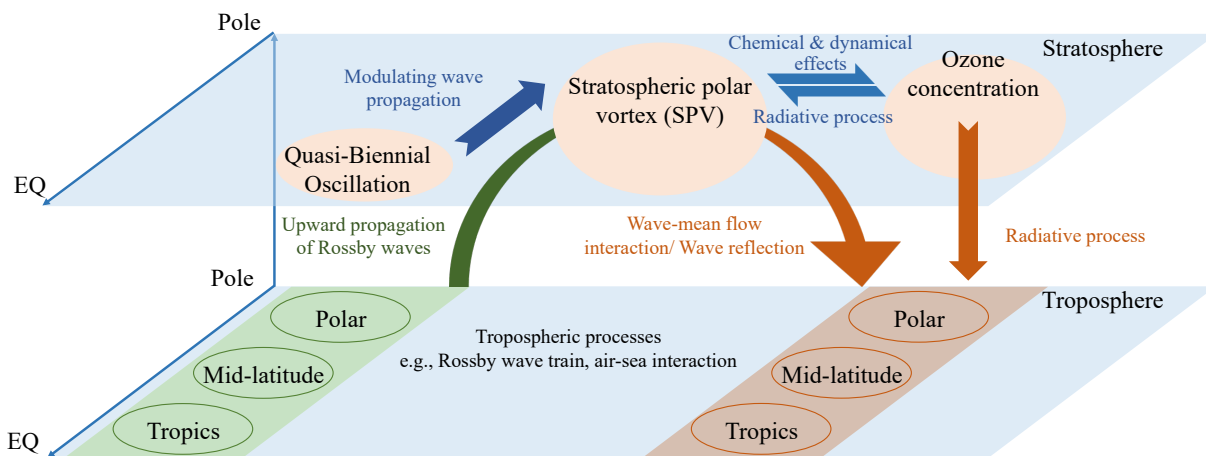 Pole
Stratosphere
Chemical & dynamical
effects
Ozone
concentration
Modulating wave
propagation
Stratospheric polar
vortex (SPV)
Radiative process
Quasi-Biennial
Oscillation
EQ
Upward propagation
of Rossby waves
Wave-mean flow
interaction/ Wave reflection
Radiative process
Pole
Troposphere
Polar
Polar
Tropospheric processes
e.g., Rossby wave train, air-sea interaction
Mid-latitude
Mid-latitude
Tropics
Tropics
EQ